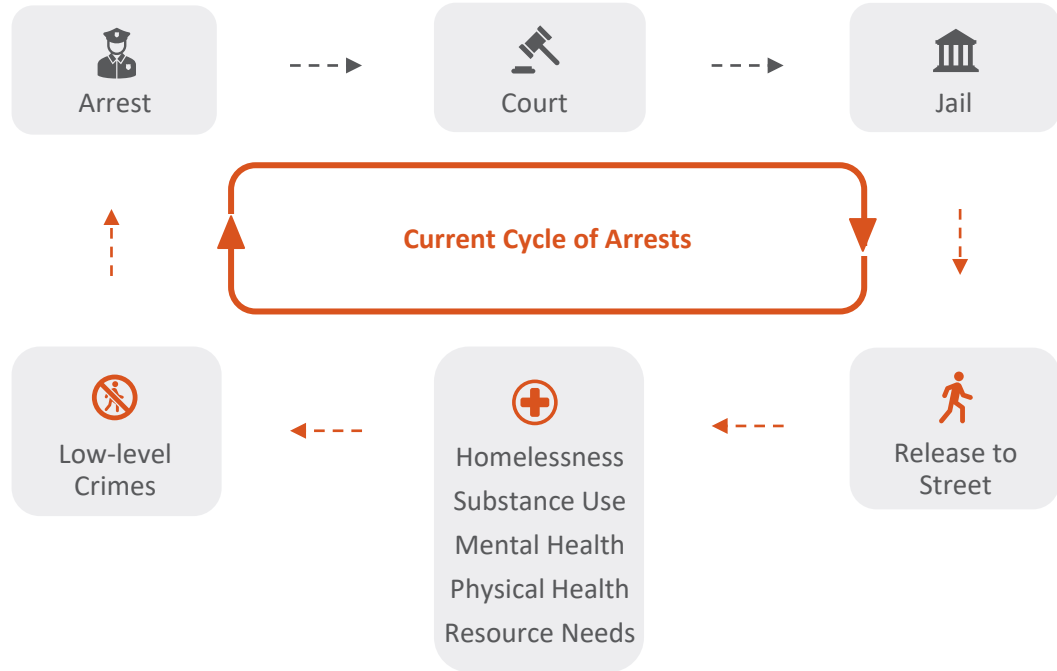 Arrest
Court
Jail
Current Cycle of Arrests
Low-level
Crimes
Homelessness
Substance Use
Mental Health
Physical Health
Resource Needs
Release to
Street